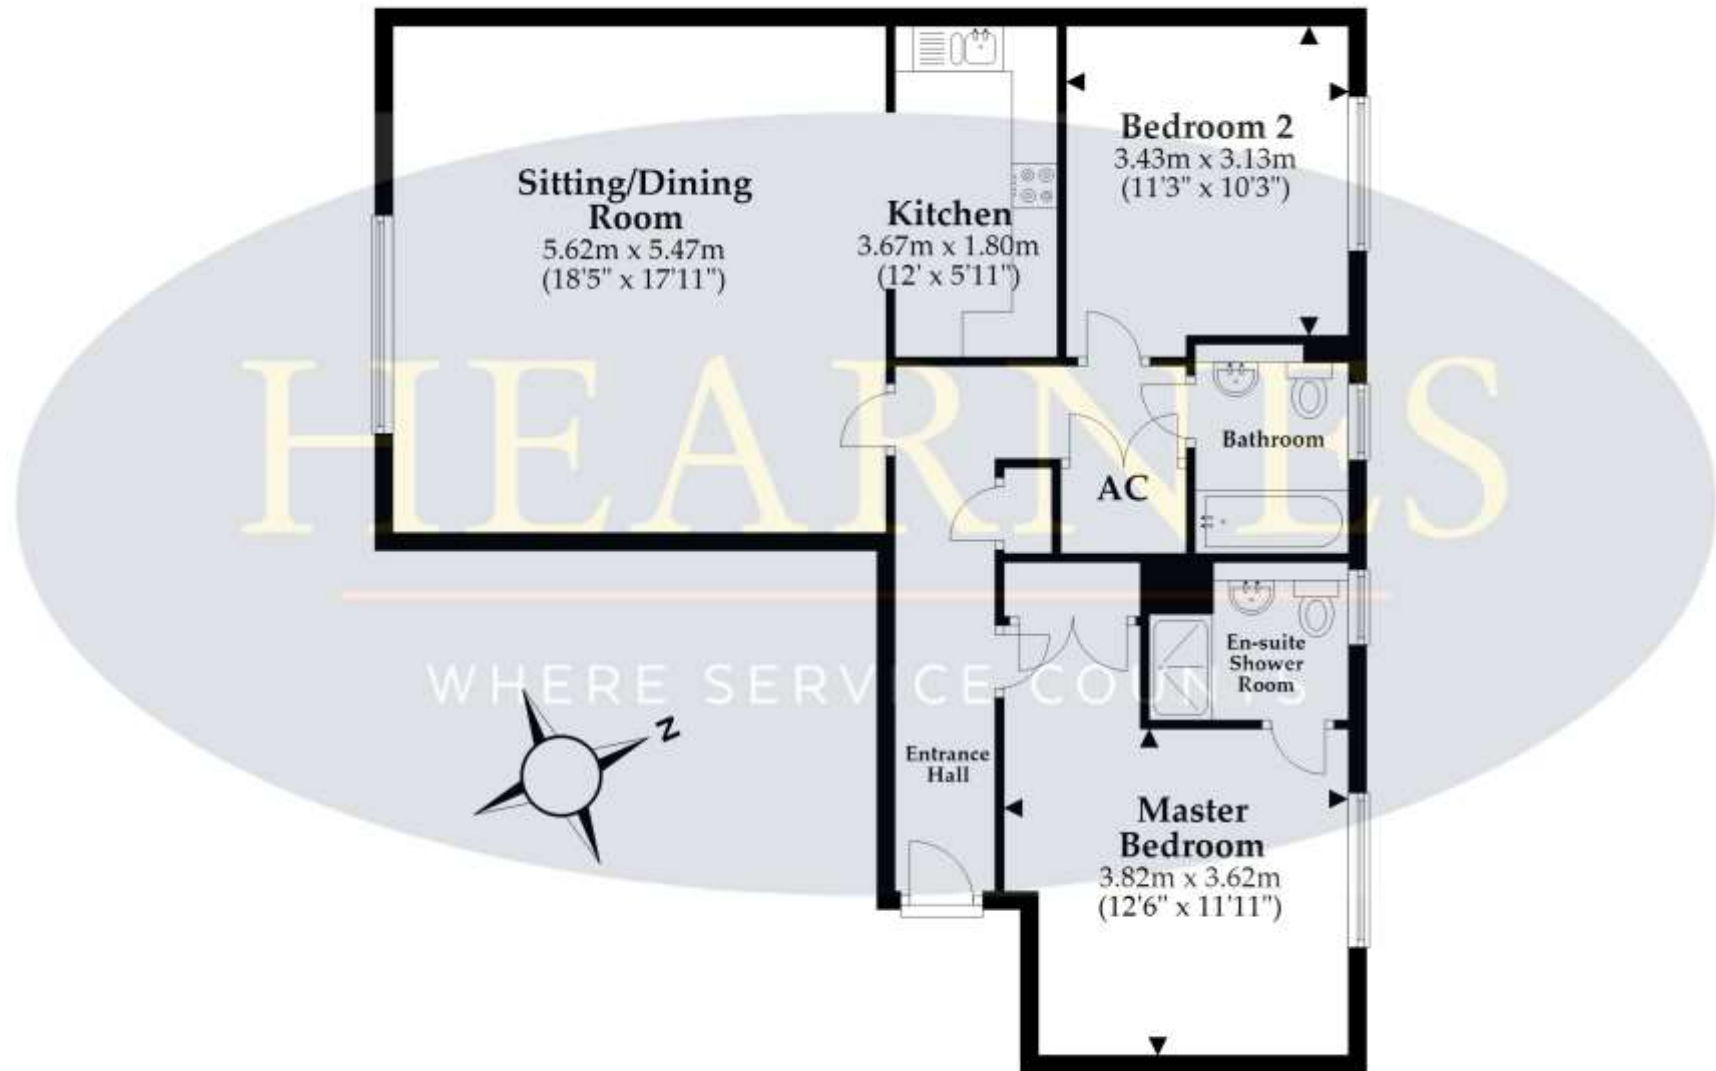 Sitting/Dining
Room
5.62m x 5.47m
(18'5" x 17'11")
Kitchen
3.67m x 1.80m
(12' x 5'11")
Bedroom 2
3.43m x 3.13m
(11'3" x 10'3")
HEARNES
Bathroom
AC
WHERE SERVICE COUNTS
En-suite
Shower
Room
N
Entrance
Hall
Master
Bedroom
3.82m x 3.62m
(12'6" x 11'11")